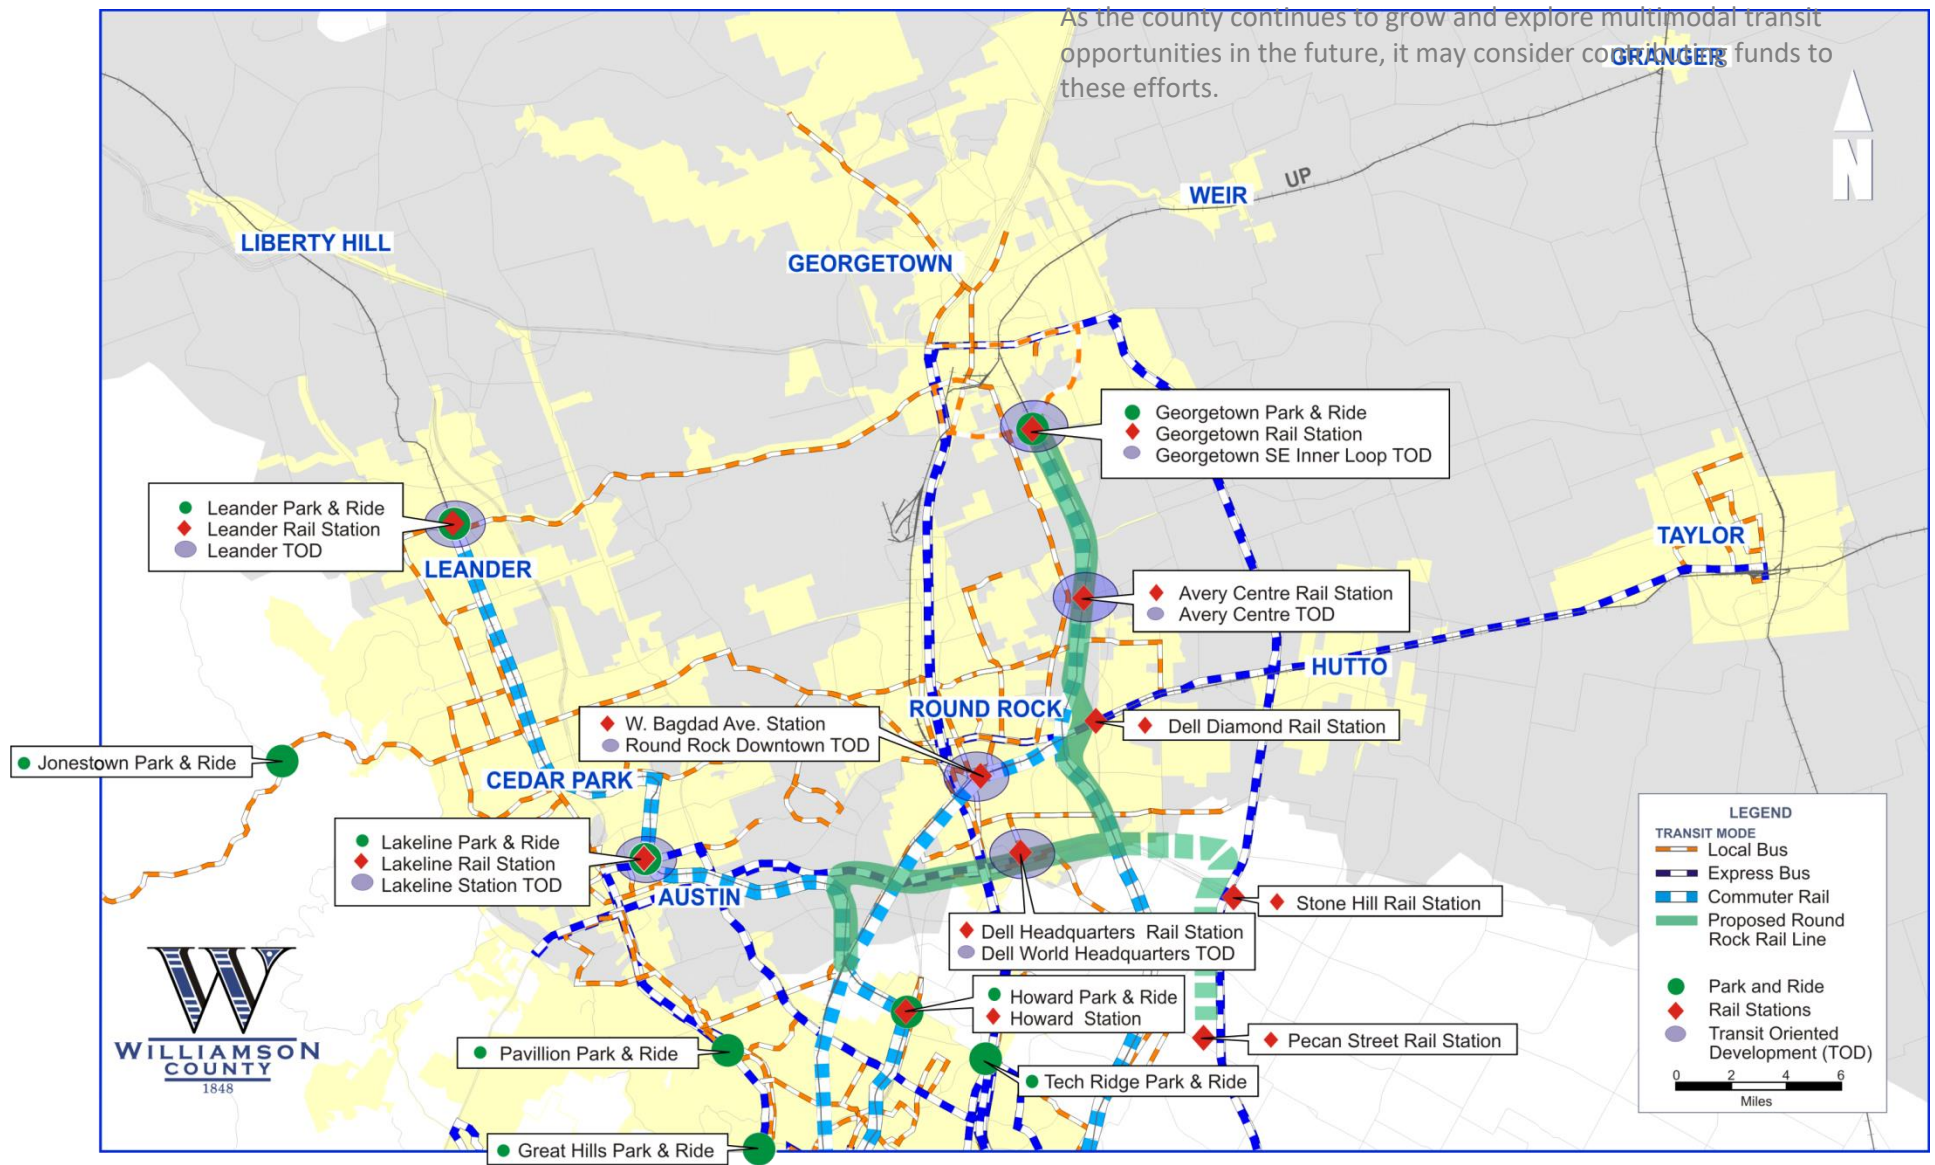 As the county continues to grow and explore multimodal transit
opportunities in the future, it may consider contributing funds to
these efforts.
GRANGER
N
UP
WEIR
LIBERTY HILL
GEORGETOWN
Georgetown Park & Ride
Georgetown Rail Station
Georgetown SE Inner Loop TOD
Leander Park & Ride
Leander Rail Station
Leander TOD
LEANDER
TAYLOR
Avery Centre Rail Station
Avery Centre TOD
HUTTO
ROUND ROCK
W. Bagdad Ave. Station
Round Rock Downtown TOD
Dell Diamond Rail Station
Jonestown Park & Ride
CEDAR PARK
Lakeline Park & Ride
Lakeline Rail Station
Lakeline Station TOD
AUSTIN
Stone Hill Rail Station
Dell Headquarters Rail Station
Dell World Headquarters TOD
Howard Park & Ride
Howard Station
Pecan Street Rail Station
Pavillion Park & Ride
Tech Ridge Park & Ride
Great Hills Park & Ride
W
WILLIAMSON
COUNTY
1848
LEGEND
TRANSIT MODE
Local Bus
Express Bus
Commuter Rail
Proposed Round
Rock Rail Line
Park and Ride
Rail Stations
Transit Oriented
Development (TOD)
0 2 4 6
Miles